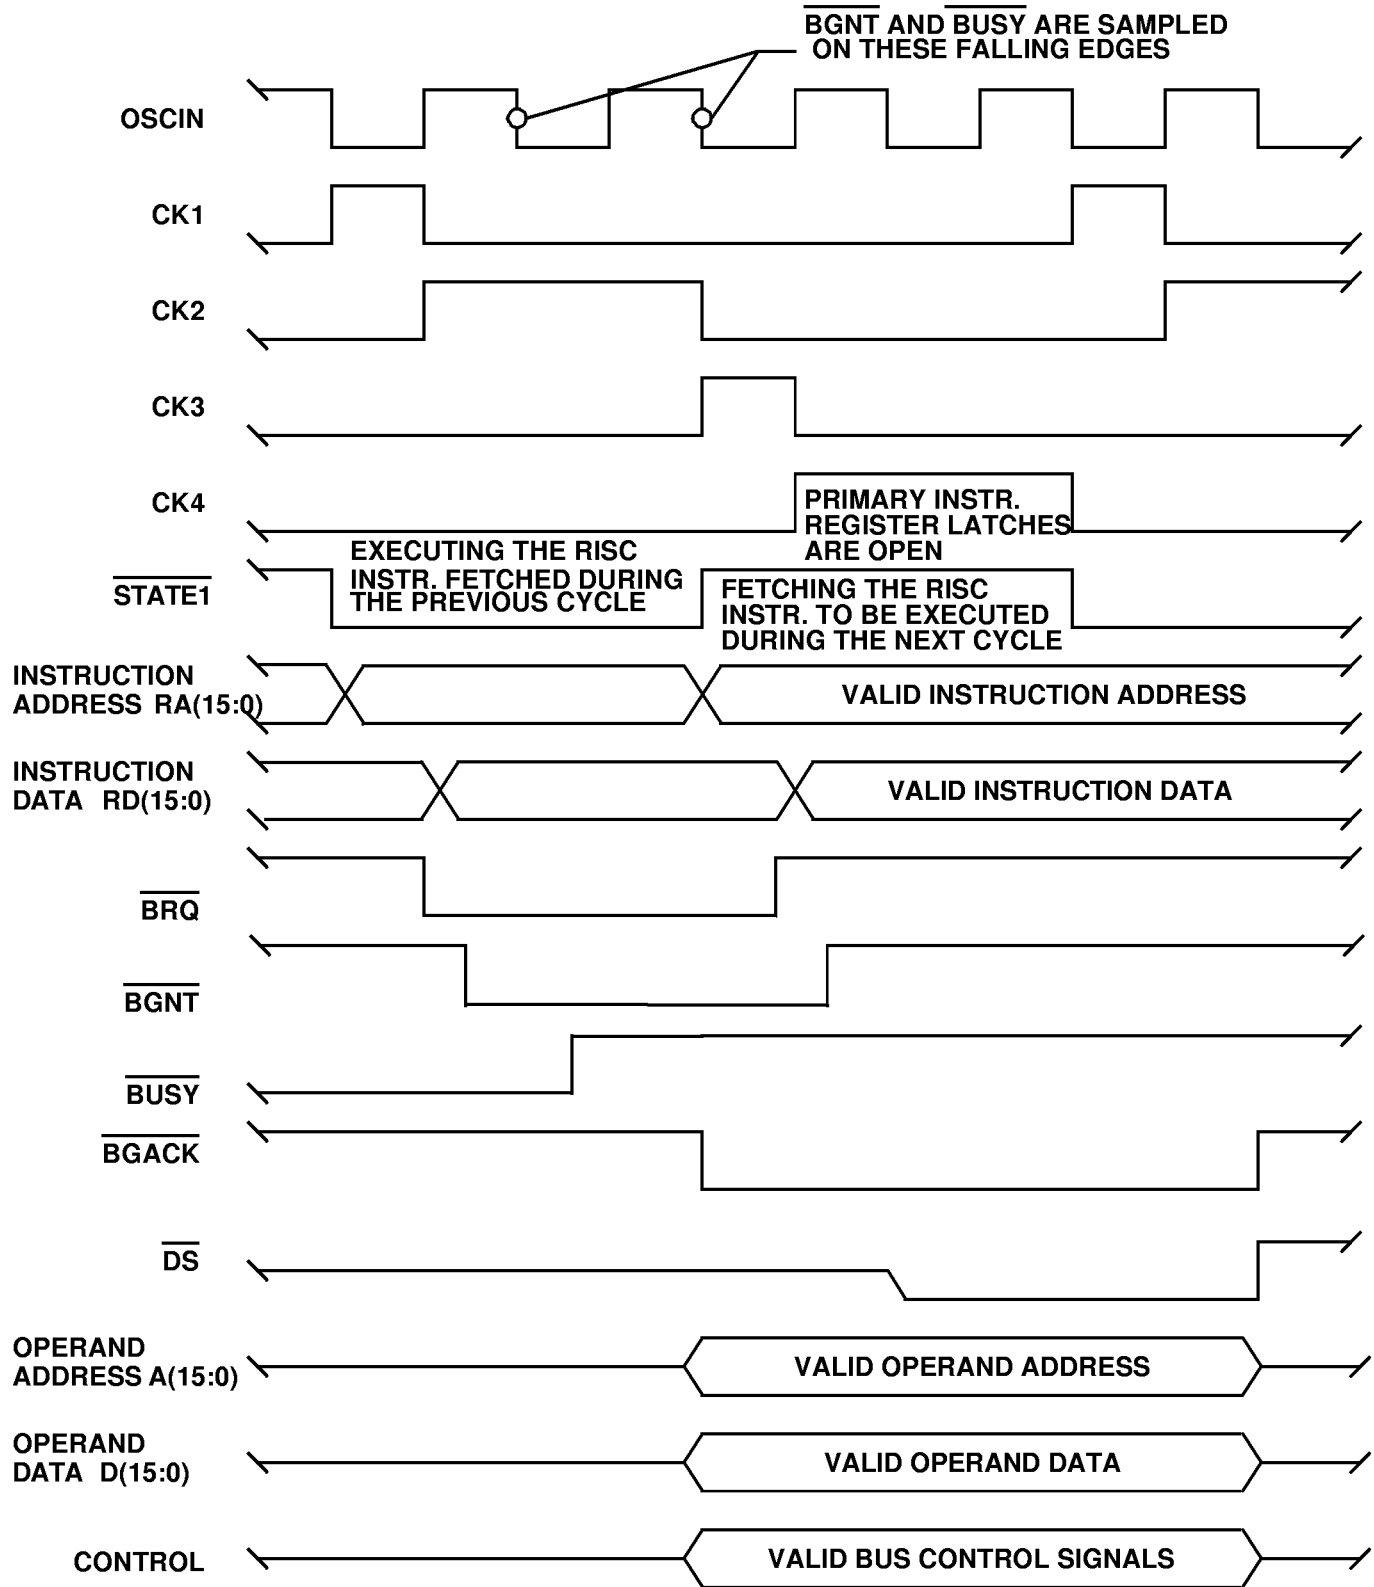 BGNT AND BUSY ARE SAMPLED
ON THESE FALLING EDGES
OSCIN
CK1
CK2
CK3
CK4
PRIMARY INSTR.
REGISTER LATCHES
ARE OPEN
EXECUTING THE RISC
INSTR. FETCHED DURING
THE PREVIOUS CYCLE
STATE1
FETCHING THE RISC
INSTR. TO BE EXECUTED
DURING THE NEXT CYCLE
INSTRUCTION
ADDRESS RA(15:0)
VALID INSTRUCTION ADDRESS
INSTRUCTION
DATA RD(15:0)
VALID INSTRUCTION DATA
BRQ
BGNT
BUSY
BGACK
DS
OPERAND
ADDRESS A(15:0)
VALID OPERAND ADDRESS
OPERAND
DATA D(15:0)
VALID OPERAND DATA
CONTROL
VALID BUS CONTROL SIGNALS